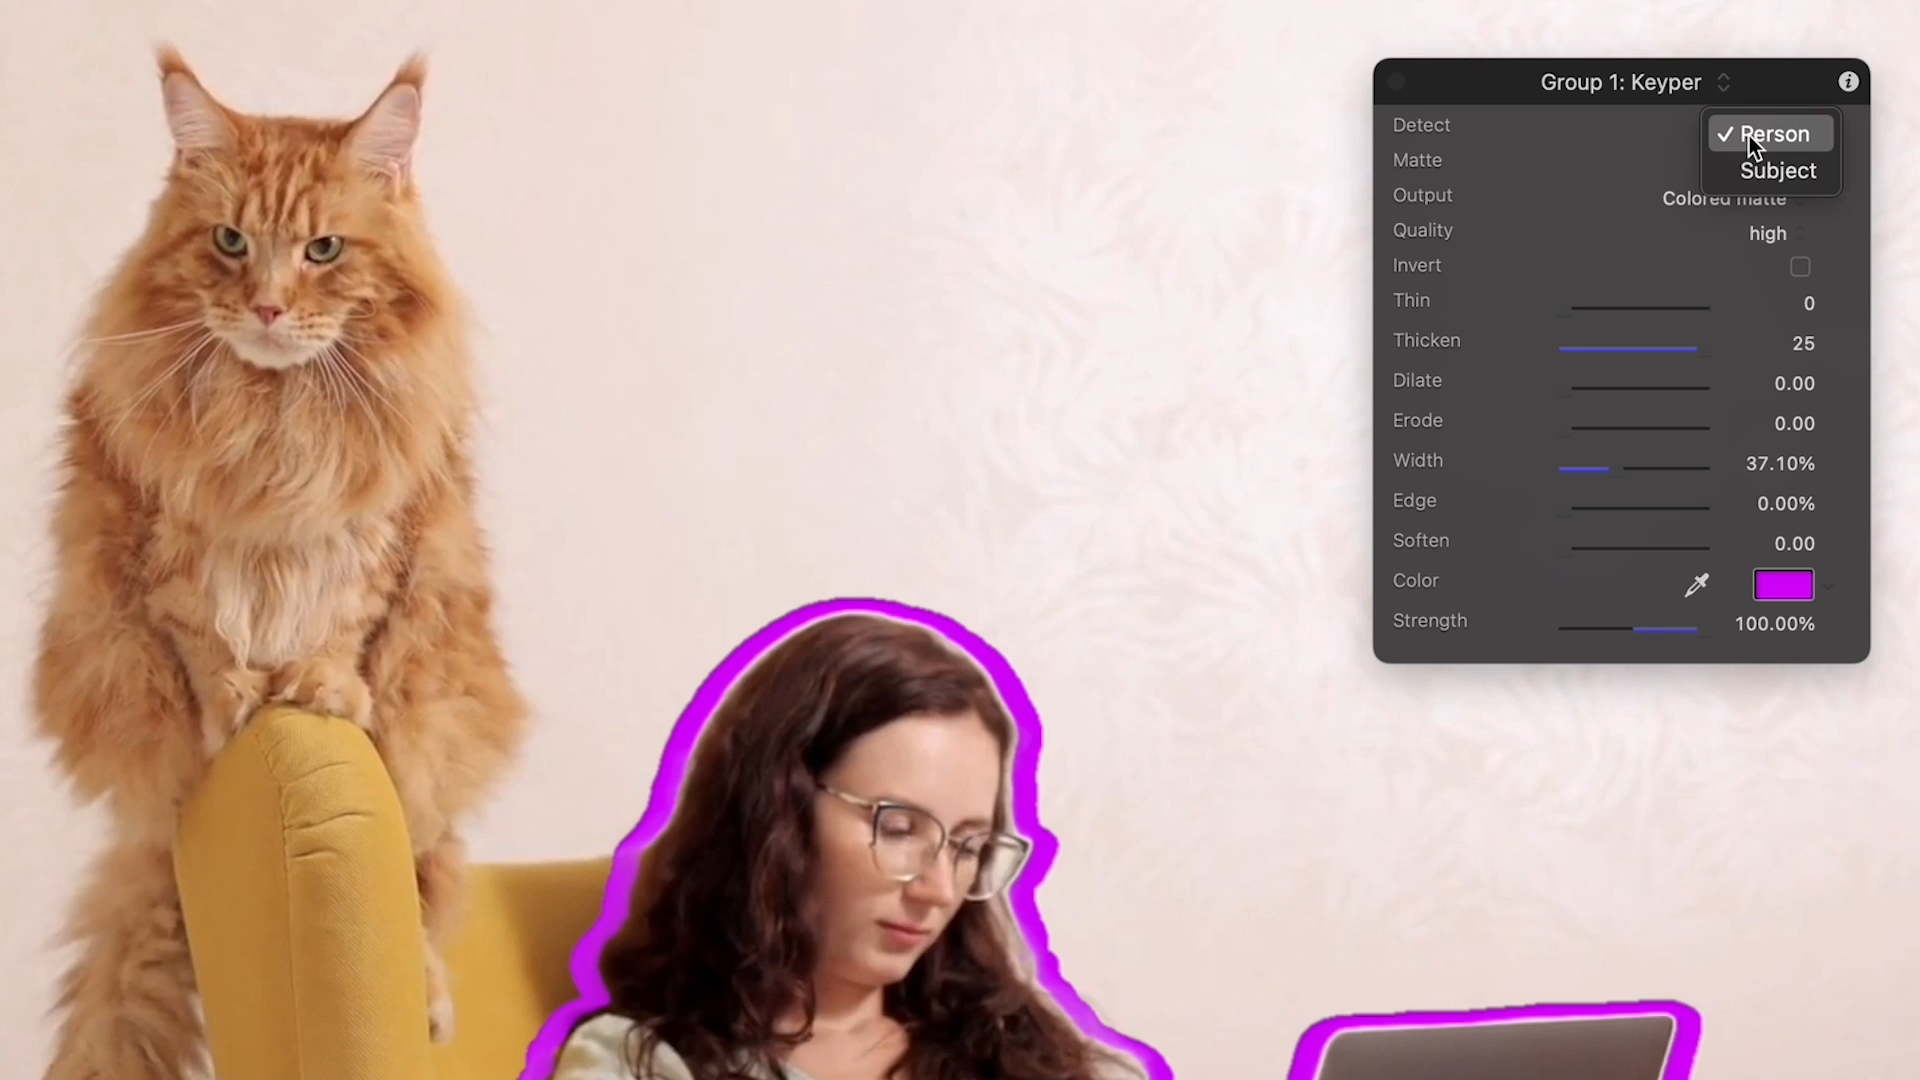 Group 1: Keyper
Detect
✓ Person
Matte
Subject
Output
Colored matte
Quality
high
Invert
Thin
0
Thicken
25
Dilate
0.00
Erode
0.00
Width
37.10%
Edge
0.00%
Soften
0.00
Color
Strength
100.00%